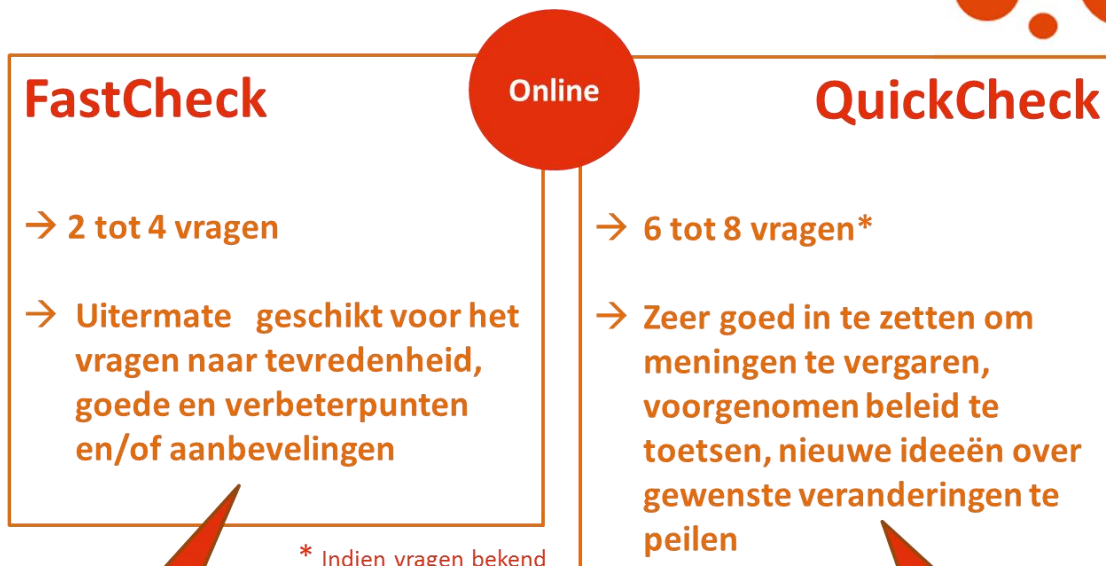 Online
FastCheck
→ 2 tot 4 vragen
→ Uitermate geschikt voor het
vragen naar tevredenheid,
goede en verbeterpunten
en/of aanbevelingen
* Indien vragen bekend
QuickCheck
→ 6 tot 8 vragen*
→ Zeer goed in te zetten om
meningen te vergaren,
voorgenomen beleid te
toetsen, nieuwe ideeën over
gewenste veranderingen te
peilen